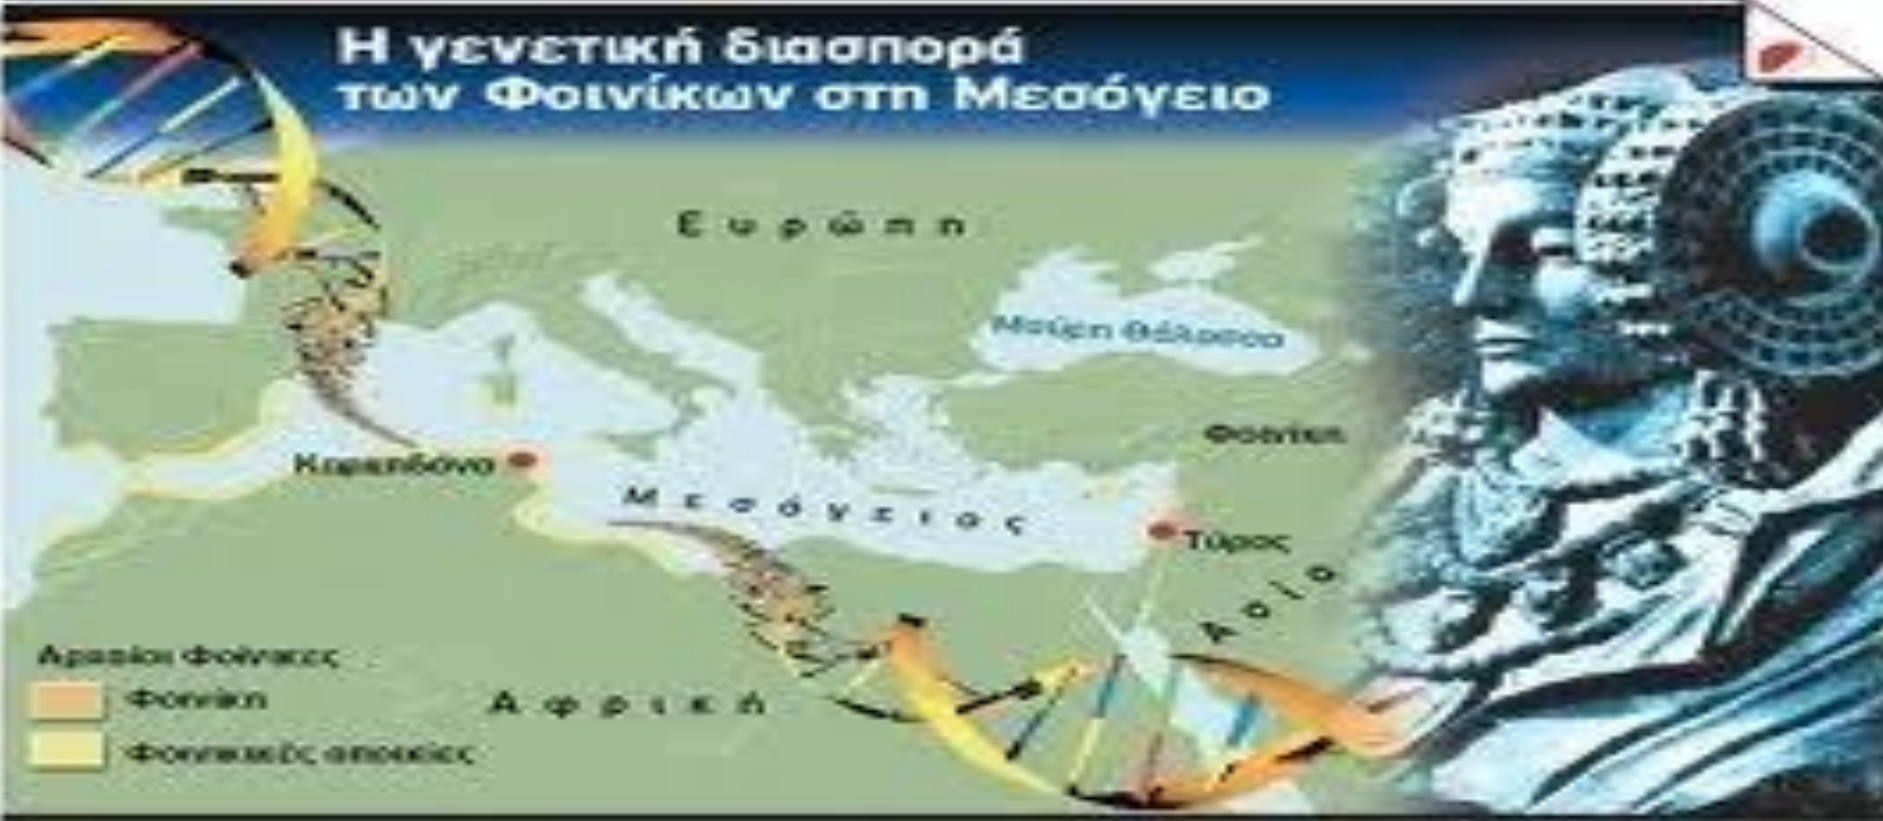 Η γενετική διασπορά
των Φοινίκων στη Μεσόγειο
Ευρώπη
Μαύρη Θάλασσα
Φοινίκη
Καρχηδόνα
Μεσόγειος
Τύρος
Ασία
Αρχαίοι Φοίνικες
Αφρική
Φοινίκη
Φοινικικές αποικίες